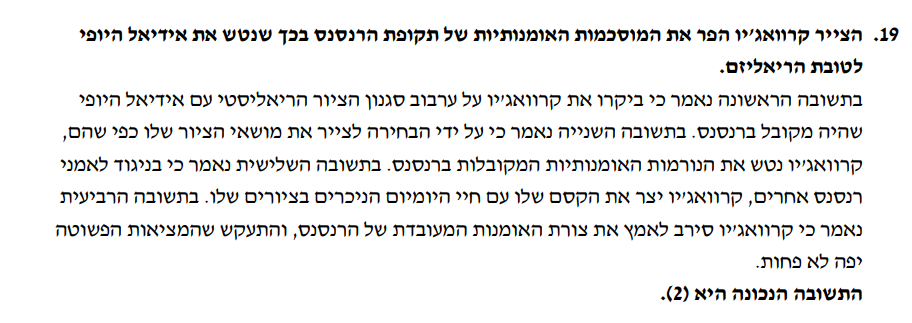 19. הצייר קרוואג'יו הפר את המוסכמות האומנותיות של תקופת הרנסנס בכך שנטש את אידיאל היופי
לטובת הריאליזם.
בתשובה הראשונה נאמר כי ביקרו את קרוואג'יו על ערבוב סגנון הציור הריאליסטי עם אידיאל היופי
שהיה מקובל ברנסנס. בתשובה השנייה נאמר כי על ידי הבחירה לצייר את מושאי הציור שלו כפי שהם,
קרוואג'יו נטש את הנורמות האומנותיות המקובלות ברנסנס. בתשובה השלישית נאמר כי בניגוד לאמני
רנסנס אחרים, קרוואג'יו יצר את הקסם שלו עם חיי היומיום הניכרים בציורים שלו. בתשובה הרביעית
נאמר כי קרוואג'יו סירב לאמץ את צורת האומנות המעובדת של הרנסנס, והתעקש שהמציאות הפשוטה
יפה לא פחות.
התשובה הנכונה היא (2).